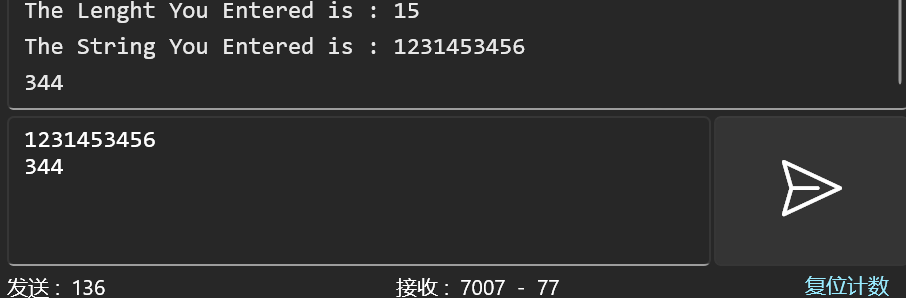 The Lenght You Entered is : 15
The String You Entered is : 1231453456
344
1231453456
344
发送 : 136
接收 : 7007 - 77
复位计数